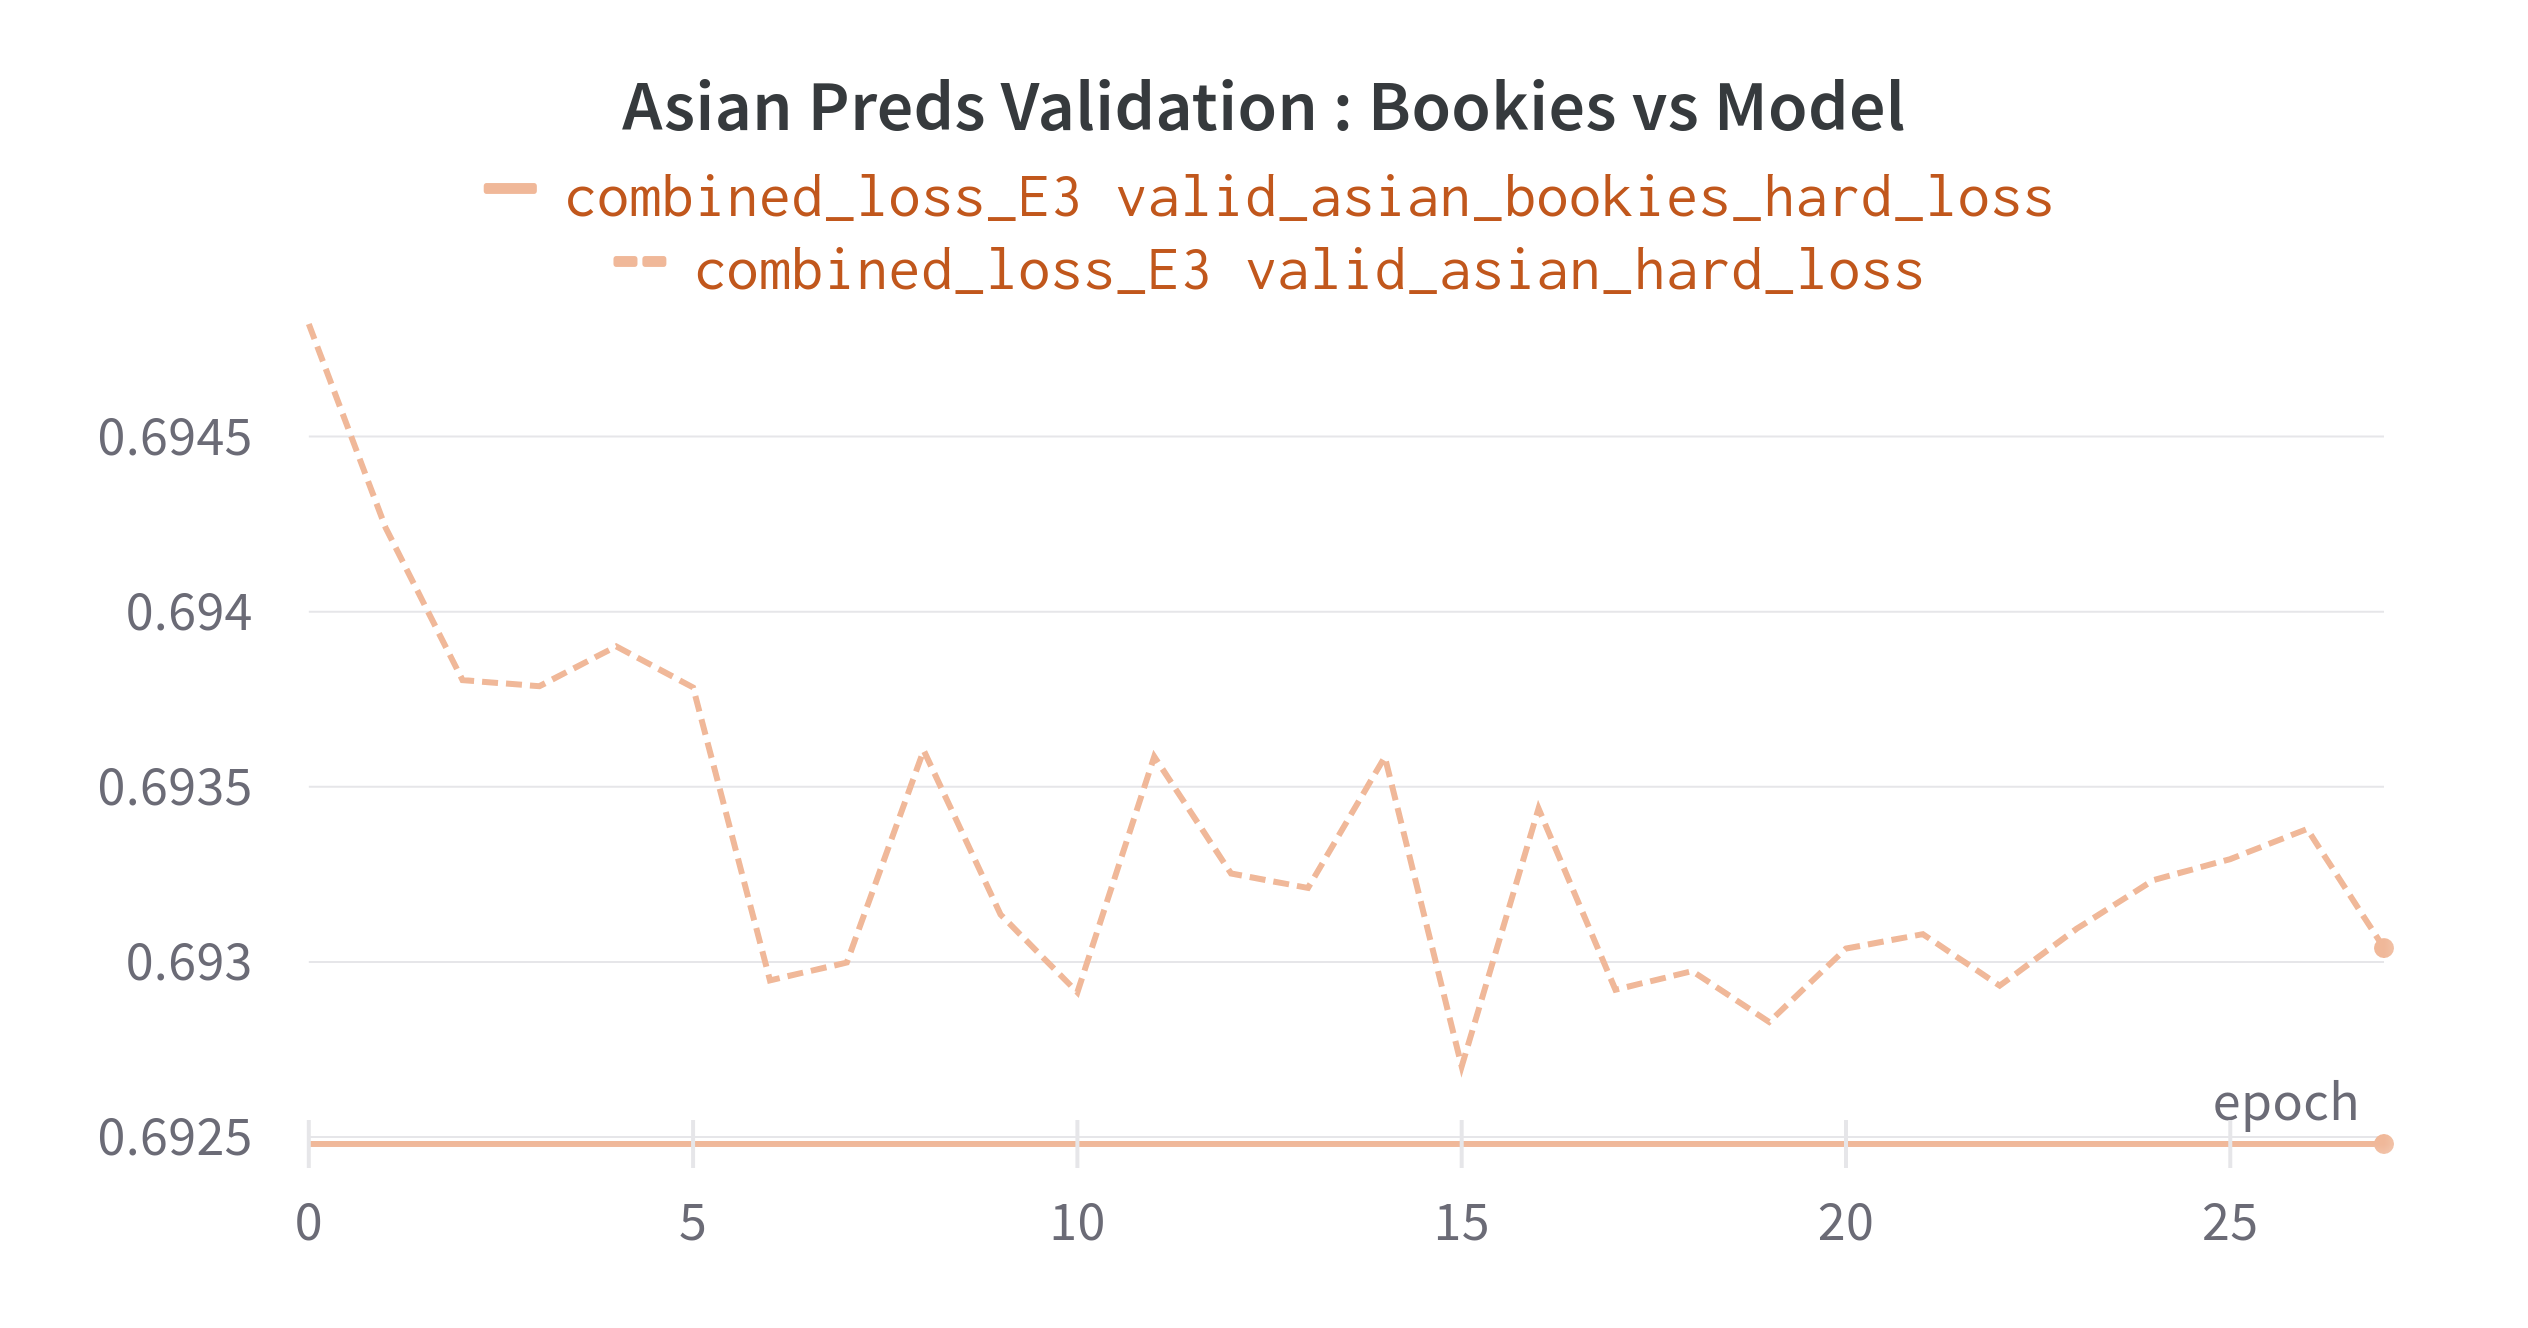 Asian Preds Validation : Bookies vs Model
combined_loss_E3 valid_asian_bookies_hard_loss
combined_loss_E3 valid_asian_hard_loss
0.6945
0.694
0.6935
0.693
0.6925
epoch
0 5 10 15 20 25